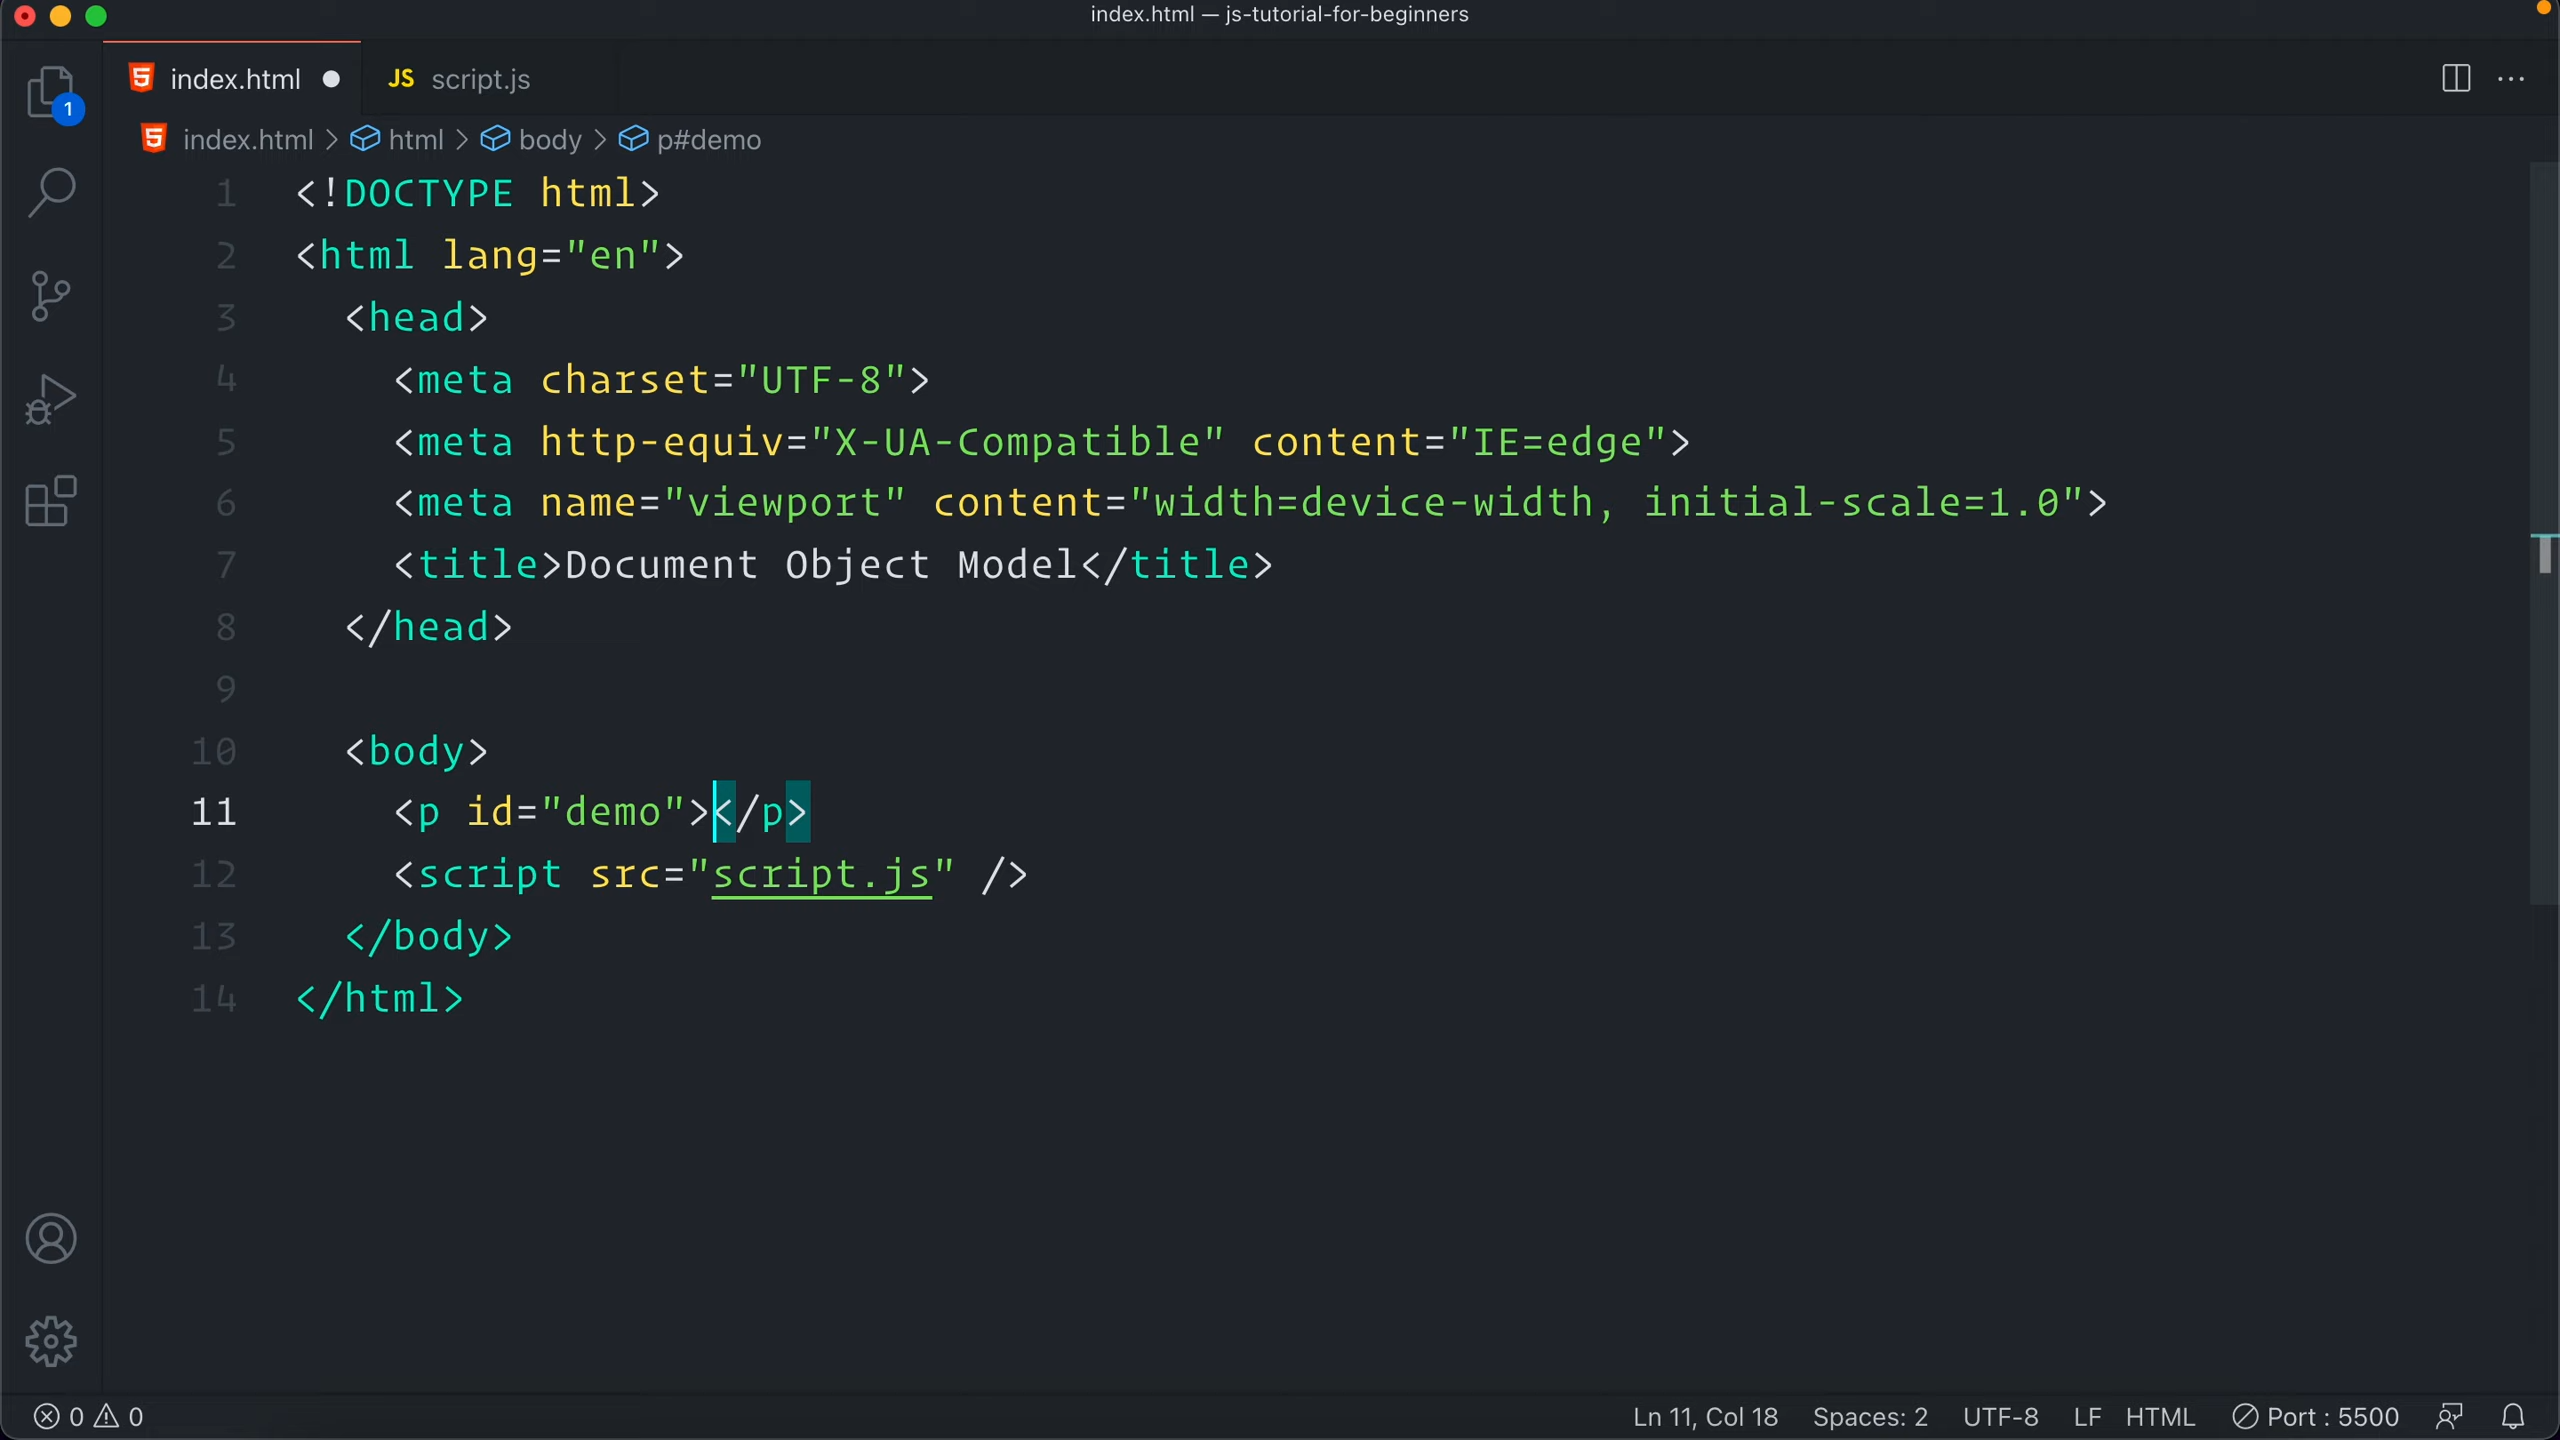 index.html — js-tutorial-for-beginners
index.html JS script.js
1
index.html > html > body > p#demo
1 <!DOCTYPE html>
2 <html lang="en">
3 <head>
4 <meta charset="UTF-8">
5 <meta http-equiv="X-UA-Compatible" content="IE=edge">
6 <meta name="viewport" content="width=device-width, initial-scale=1.0">
7 <title>Document Object Model</title>
8 </head>
9
10 <body>
11 <p id="demo"></p>
12 <script src="script.js" />
13 </body>
14 </html>
0 0 Ln 11, Col 18 Spaces: 2 UTF-8 LF HTML Port : 5500